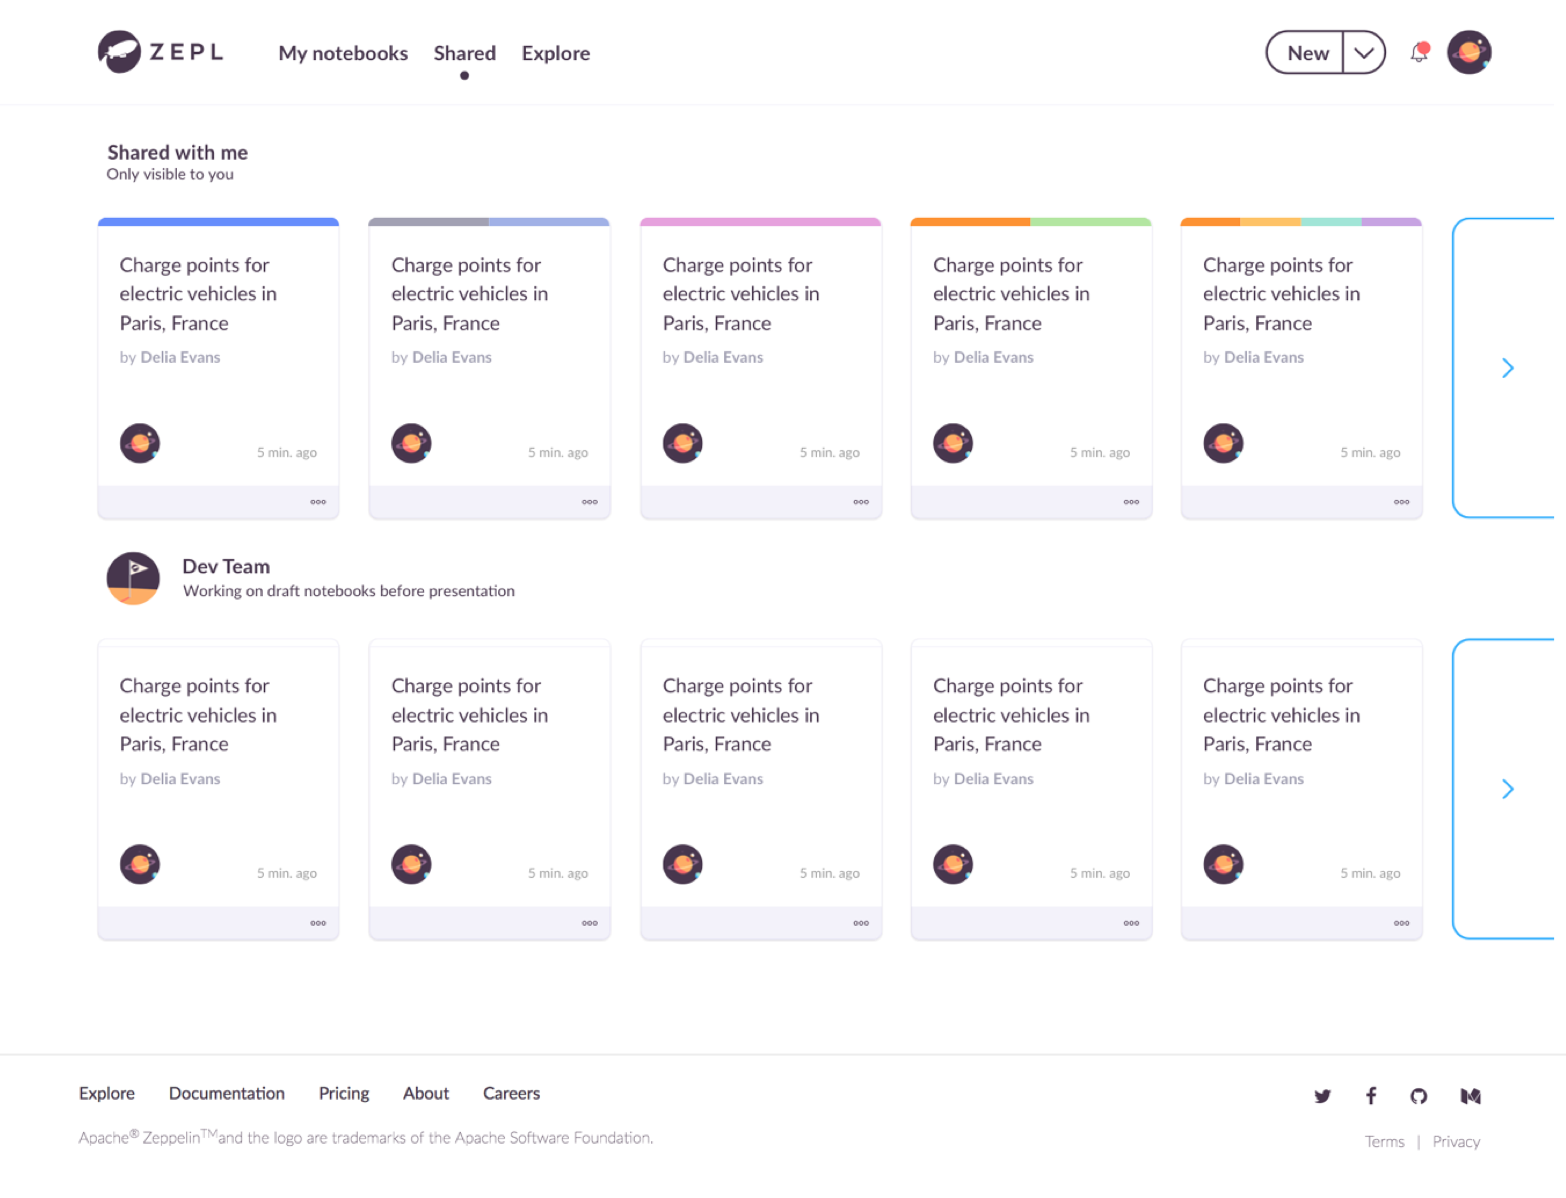 ZEPL
My notebooks Shared Explore
New
Shared with me
Only visible to you
Charge points for
electric vehicles in
Paris, France
by Delia Evans
5 min. ago
Charge points for
electric vehicles in
Paris, France
by Delia Evans
5 min. ago
Charge points for
electric vehicles in
Paris, France
by Delia Evans
5 min. ago
Charge points for
electric vehicles in
Paris, France
by Delia Evans
5 min. ago
Charge points for
electric vehicles in
Paris, France
by Delia Evans
5 min. ago
Dev Team
Working on draft notebooks before presentation
Charge points for
electric vehicles in
Paris, France
by Delia Evans
5 min. ago
Charge points for
electric vehicles in
Paris, France
by Delia Evans
5 min. ago
Charge points for
electric vehicles in
Paris, France
by Delia Evans
5 min. ago
Charge points for
electric vehicles in
Paris, France
by Delia Evans
5 min. ago
Charge points for
electric vehicles in
Paris, France
by Delia Evans
5 min. ago
Explore Documentation Pricing About Careers
Apache® Zeppelin™and the logo are trademarks of the Apache Software Foundation.
Terms | Privacy